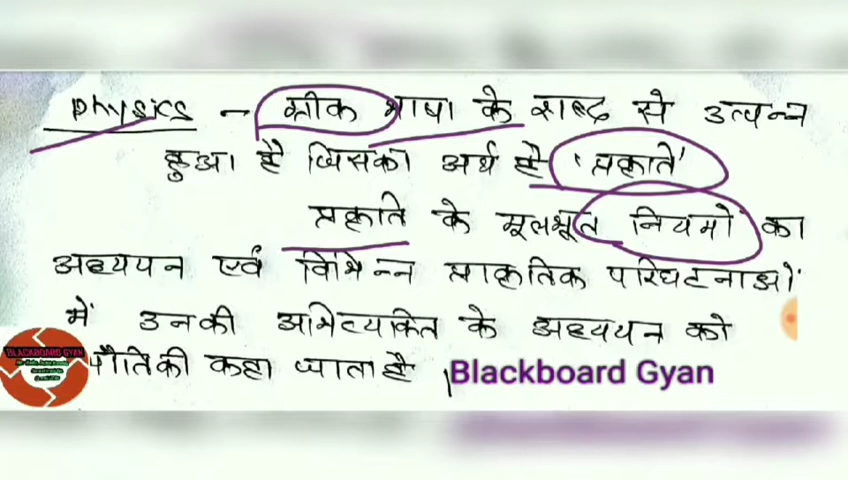 Physics - ग्रीक भाषा के शब्द से उत्पन्न
हुआ है जिसका अर्थ है 'प्रकृति'
प्रकृति के मूलभूत नियमों का
अध्ययन एवं विभिन्न प्राकृतिक परिघटनाओं
में उनकी अभिव्यक्ति के अध्ययन को
भौतिकी कहा जाता है ।
Blackboard Gyan
BLACKBOARD GYAN